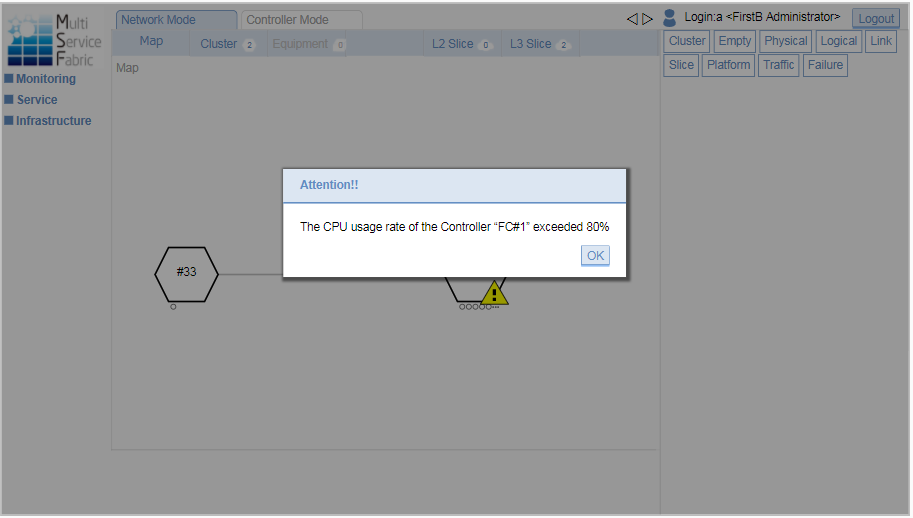 Multi
Service
Fabric
Monitoring
Service
Infrastructure
Network Mode
Controller Mode
Login:a <FirstB Administrator>
Logout
Map
Cluster 2
Equipment 0
L2 Slice 0
L3 Slice 2
Map
Cluster
Empty
Physical
Logical
Link
Slice
Platform
Traffic
Failure
Attention!!
The CPU usage rate of the Controller “FC#1” exceeded 80%
OK
#33